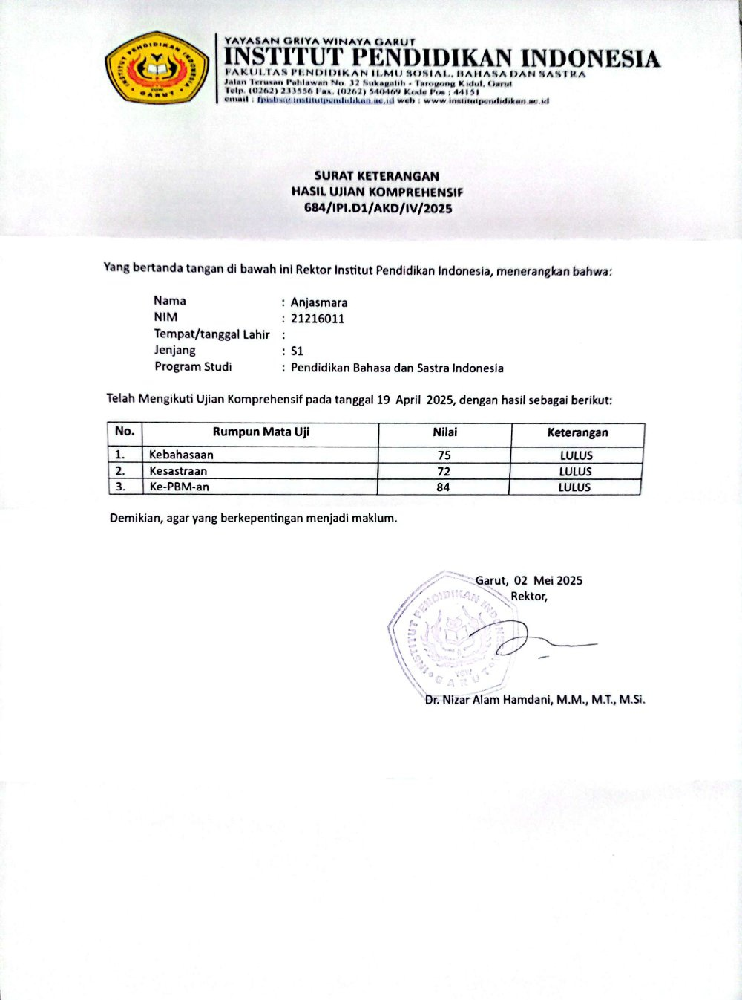 YAYASAN GRIYA WINAYA GARUT
INSTITUT PENDIDIKAN INDONESIA
FAKULTAS PENDIDIKAN ILMU SOSIAL, BAHASA DAN SASTRA
Jalan Terusan Pahlawan No. 32 Sukagalih - Tarogong Kidul, Garut
Telp. (0262) 233556 Fax. (0262) 540469 Kode Pos : 44151
email : fpisbs@institutpendidikan.ac.id web : www.institutpendidikan.ac.id
INSTITUT PENDIDIKAN INDONESIA
YGW
GARUT
SURAT KETERANGAN
HASIL UJIAN KOMPREHENSIF
684/IPI.D1/AKD/IV/2025
Yang bertanda tangan di bawah ini Rektor Institut Pendidikan Indonesia, menerangkan bahwa:
Nama : Anjasmara
NIM : 21216011
Tempat/tanggal Lahir :
Jenjang : S1
Program Studi : Pendidikan Bahasa dan Sastra Indonesia
Telah Mengikuti Ujian Komprehensif pada tanggal 19 April 2025, dengan hasil sebagai berikut:
No. Rumpun Mata Uji Nilai Keterangan
1. Kebahasaan 75 LULUS
2. Kesastraan 72 LULUS
3. Ke-PBM-an 84 LULUS
Demikian, agar yang berkepentingan menjadi maklum.
Garut, 02 Mei 2025
Rektor,
INSTITUT PENDIDIKAN INDO
YGW
GARUT
Dr. Nizar Alam Hamdani, M.M., M.T., M.Si.